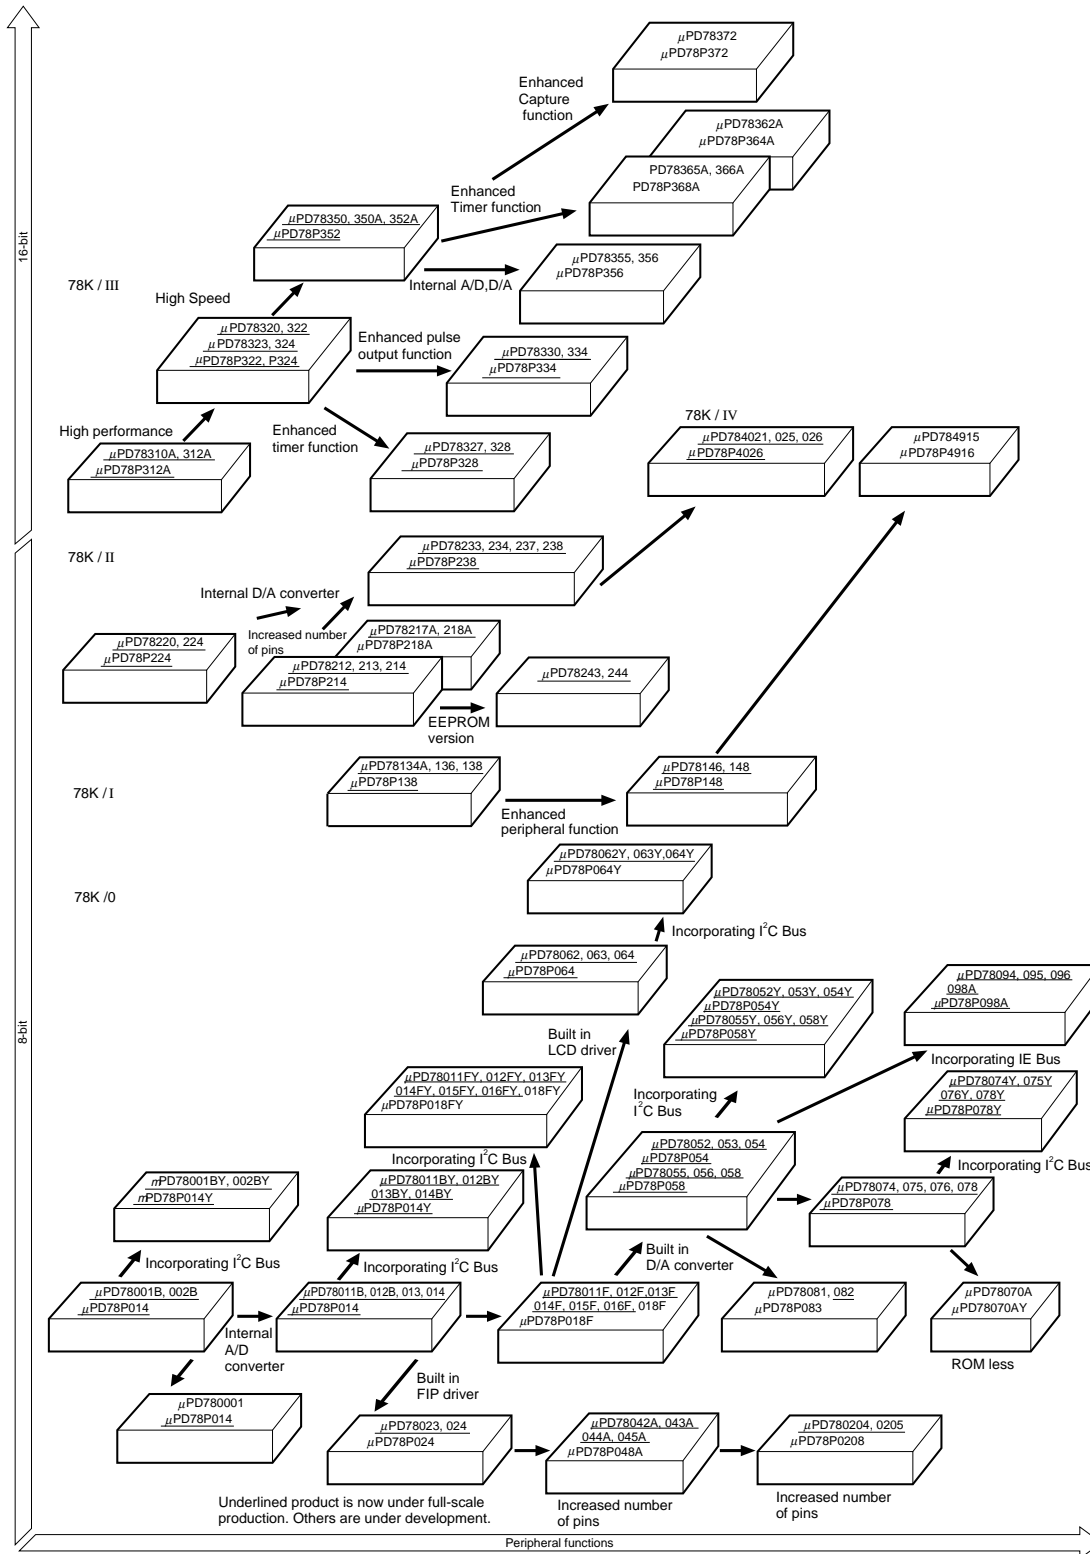 μPD78372
μPD78P372
Enhanced
Capture
function
μPD78362A
μPD78P364A
PD78365A, 366A
PD78P368A
Enhanced
Timer function
μPD78350, 350A, 352A
μPD78P352
16-bit
78K / III
μPD78355, 356
μPD78P356
Internal A/D,D/A
High Speed
μPD78320, 322
μPD78323, 324
μPD78P322, P324
Enhanced pulse
output function
μPD78330, 334
μPD78P334
High performance
μPD78310A, 312A
μPD78P312A
Enhanced
timer function
μPD78327, 328
μPD78P328
78K / IV
μPD784021, 025, 026
μPD78P4026
μPD784915
μPD78P4916
78K / II
μPD78233, 234, 237, 238
μPD78P238
Internal D/A converter
Increased number
of pins
μPD78220, 224
μPD78P224
μPD78217A, 218A
μPD78P218A
μPD78212, 213, 214
μPD78P214
μPD78243, 244
EEPROM
version
78K / I
μPD78134A, 136, 138
μPD78P138
Enhanced
peripheral function
μPD78146, 148
μPD78P148
78K /0
μPD78062Y, 063Y,064Y
μPD78P064Y
Incorporating I2C Bus
μPD78062, 063, 064
μPD78P064
8-bit
μPD78052Y, 053Y, 054Y
μPD78P054Y
μPD78055Y, 056Y, 058Y
μPD78P058Y
μPD78094, 095, 096
098A
μPD78P098A
Incorporating IE Bus
Built in
LCD driver
μPD78011FY, 012FY, 013FY
014FY, 015FY, 016FY, 018FY
μPD78P018FY
Incorporating
I2C Bus
μPD78074Y, 075Y
076Y, 078Y
μPD78P078Y
Incorporating I2C Bus
μPD78052, 053, 054
μPD78P054
μPD78055, 056, 058
μPD78P058
Incorporating I2C Bus
mPD78001BY, 002BY
mPD78P014Y
μPD78011BY, 012BY
013BY, 014BY
μPD78P014Y
μPD78074, 075, 076, 078
μPD78P078
Incorporating I2C Bus
Incorporating I2C Bus
Built in
D/A converter
μPD78001B, 002B
μPD78P014
μPD78011B, 012B, 013, 014
μPD78P014
μPD78011F, 012F,013F
014F, 015F, 016F, 018F
μPD78P018F
μPD78081, 082
μPD78P083
μPD78070A
μPD78070AY
ROM less
Internal
A/D
converter
Built in
FIP driver
μPD780001
μPD78P014
μPD78023, 024
μPD78P024
μPD78042A, 043A
044A, 045A
μPD78P048A
μPD780204, 0205
μPD78P0208
Increased number
of pins
Increased number
of pins
Underlined product is now under full-scale
production. Others are under development.
Peripheral functions